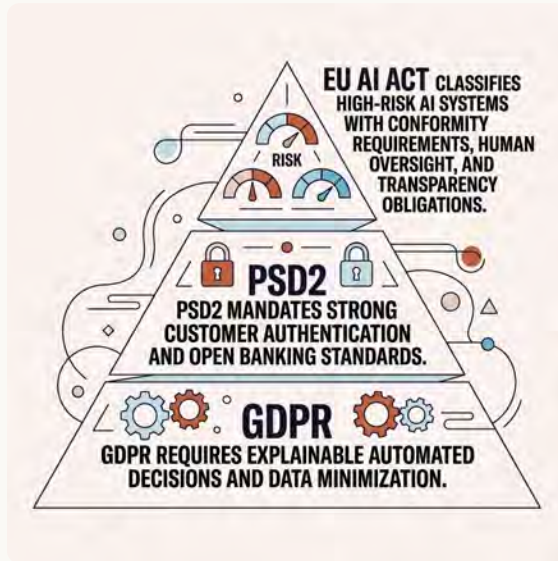 EU AI ACT CLASSIFIES
HIGH-RISK AI SYSTEMS
WITH CONFORMITY
REQUIREMENTS, HUMAN
OVERSIGHT, AND
TRANSPARENCY
OBLIGATIONS.
RISK
PSD2
PSD2 MANDATES STRONG
CUSTOMER AUTHENTICATION
AND OPEN BANKING STANDARDS.
GDPR
GDPR REQUIRES EXPLAINABLE AUTOMATED
DECISIONS AND DATA MINIMIZATION.